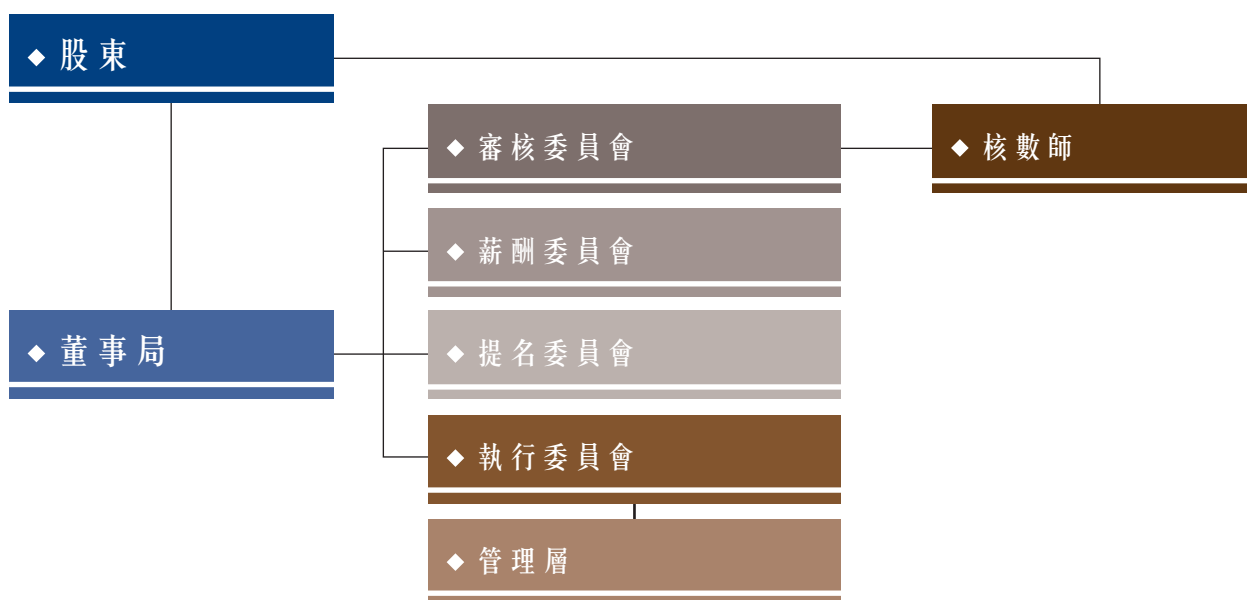 ◆ 股東
◆ 審核委員會
◆ 核數師
◆ 薪酬委員會
◆ 董事局
◆ 提名委員會
◆ 執行委員會
◆ 管理層